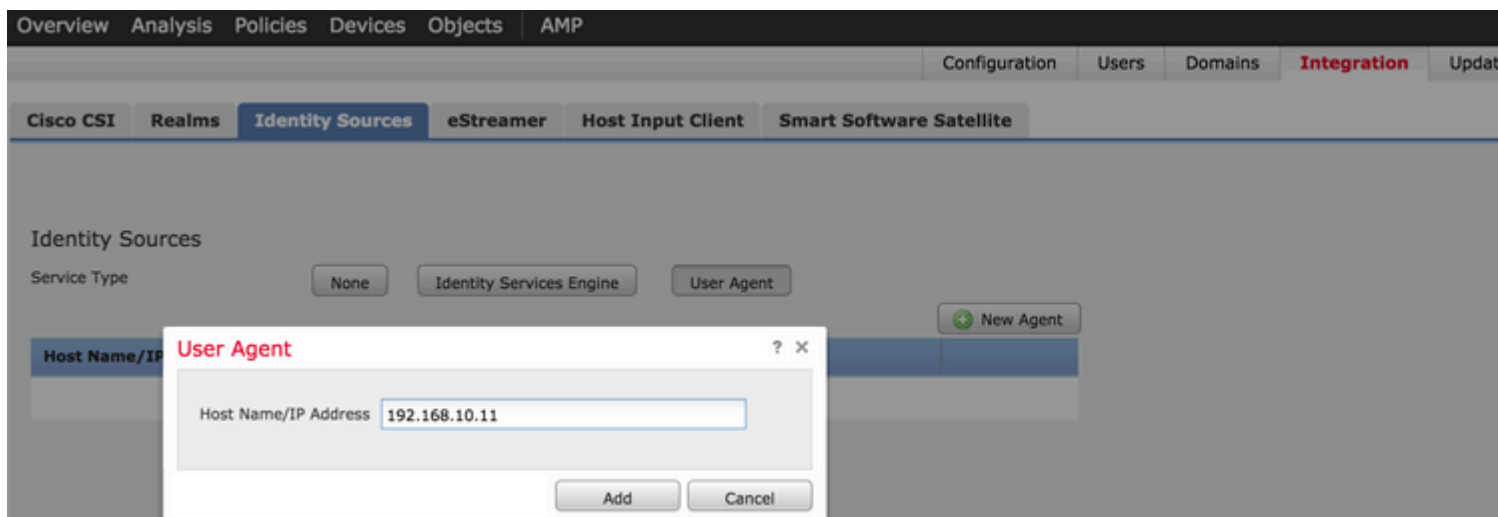 Overview Analysis Policies Devices Objects AMP
Configuration Users Domains Integration Updat
Cisco CSI Realms Identity Sources eStreamer Host Input Client Smart Software Satellite
Identity Sources
Service Type None Identity Services Engine User Agent
New Agent
Host Name/IP
User Agent ? ×
Host Name/IP Address 192.168.10.11
Add Cancel